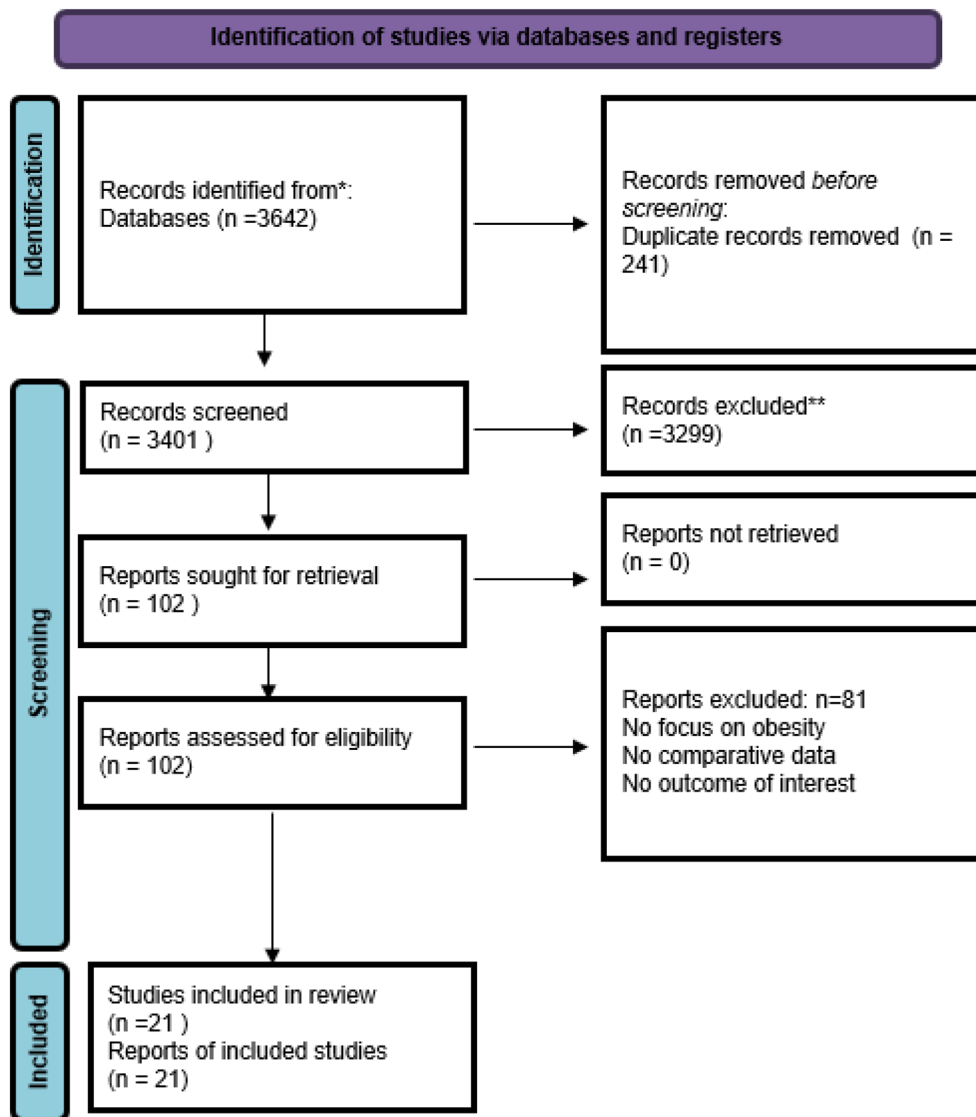 Identification of studies via databases and registers
Identification
Records identified from*:
Databases (n =3642)
Records removed before
screening:
Duplicate records removed  (n =
241)
Screening
Records screened
(n = 3401 )
Records excluded**
(n =3299)
Reports sought for retrieval
(n = 102 )
Reports not retrieved
(n = 0)
Reports assessed for eligibility
(n = 102)
Reports excluded: n=81
No focus on obesity
No comparative data
No outcome of interest
Included
Studies included in review
(n =21 )
Reports of included studies
(n = 21)